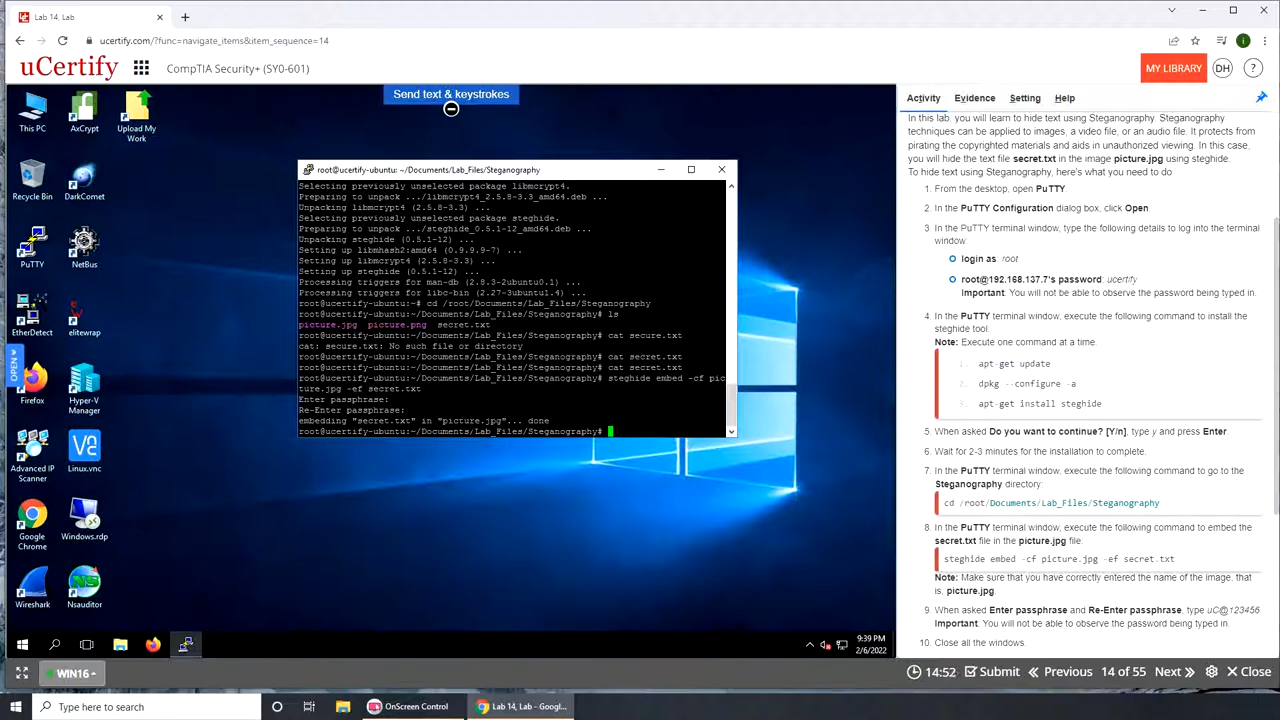 Lab 14, Lab
ucertify.com/?func=navigate_items&item_sequence=14
uCertify
CompTIA Security+ (SY0-601)
MY LIBRARY
DH
?
Send text & keystrokes
This PC
AxCrypt
Upload My Work
Recycle Bin
DarkComet
PuTTY
NetBus
EtherDetect
elitewrap
OPEN
Firefox
Hyper-V Manager
Advanced IP Scanner
Linux.vnc
Google Chrome
Windows.rdp
Wireshark
Nsauditor
root@ucertify-ubuntu: ~/Documents/Lab_Files/Steganography
Selecting previously unselected package libmcrypt4.
Preparing to unpack .../libmcrypt4_2.5.8-3.3_amd64.deb ...
Unpacking libmcrypt4 (2.5.8-3.3) ...
Selecting previously unselected package steghide.
Preparing to unpack .../steghide_0.5.1-12_amd64.deb ...
Unpacking steghide (0.5.1-12) ...
Setting up libmhash2:amd64 (0.9.9.9-7) ...
Setting up libmcrypt4 (2.5.8-3.3) ...
Setting up steghide (0.5.1-12) ...
Processing triggers for man-db (2.8.3-2ubuntu0.1) ...
Processing triggers for libc-bin (2.27-3ubuntu1.4) ...
root@ucertify-ubuntu:~# cd /root/Documents/Lab_Files/Steganography
root@ucertify-ubuntu:~/Documents/Lab_Files/Steganography# ls
picture.jpg picture.png secret.txt
root@ucertify-ubuntu:~/Documents/Lab_Files/Steganography# cat secure.txt
cat: secure.txt: No such file or directory
root@ucertify-ubuntu:~/Documents/Lab_Files/Steganography# cat secret.txt
root@ucertify-ubuntu:~/Documents/Lab_Files/Steganography# cat secret.txt
root@ucertify-ubuntu:~/Documents/Lab_Files/Steganography# steghide embed -cf pic
ture.jpg -ef secret.txt
Enter passphrase:
Re-Enter passphrase:
embedding "secret.txt" in "picture.jpg"... done
root@ucertify-ubuntu:~/Documents/Lab_Files/Steganography#
Activity Evidence Setting Help
In this lab, you will learn to hide text using Steganography. Steganography
techniques can be applied to images, a video file, or an audio file. It protects from
pirating the copyrighted materials and aids in unauthorized viewing. In this case,
you will hide the text file secret.txt in the image picture.jpg using steghide.
To hide text using Steganography, here's what you need to do
1. From the desktop, open PuTTY.
2. In the PuTTY Configuration dialog box, click Open.
3. In the PuTTY terminal window, type the following details to log into the terminal
window:
login as: root
root@192.168.137.7's password: ucertify
Important: You will not be able to observe the password being typed in.
4. In the PuTTY terminal window, execute the following command to install the
steghide tool.
Note: Execute one command at a time.
1. apt-get update
2. dpkg --configure -a
3. apt-get install steghide
5. When asked Do you want to continue? [Y/n], type y and press Enter.
6. Wait for 2-3 minutes for the installation to complete.
7. In the PuTTY terminal window, execute the following command to go to the
Steganography directory:
cd /root/Documents/Lab_Files/Steganography
8. In the PuTTY terminal window, execute the following command to embed the
secret.txt file in the picture.jpg file:
steghide embed -cf picture.jpg -ef secret.txt
Note: Make sure that you have correctly entered the name of the image, that
is, picture.jpg.
9. When asked Enter passphrase and Re-Enter passphrase, type uC@123456
Important: You will not be able to observe the password being typed in.
10. Close all the windows.
9:39 PM
2/6/2022
WIN16
14:52 Submit Previous 14 of 55 Next Close
Type here to search
OnScreen Control
Lab 14, Lab - Googl...